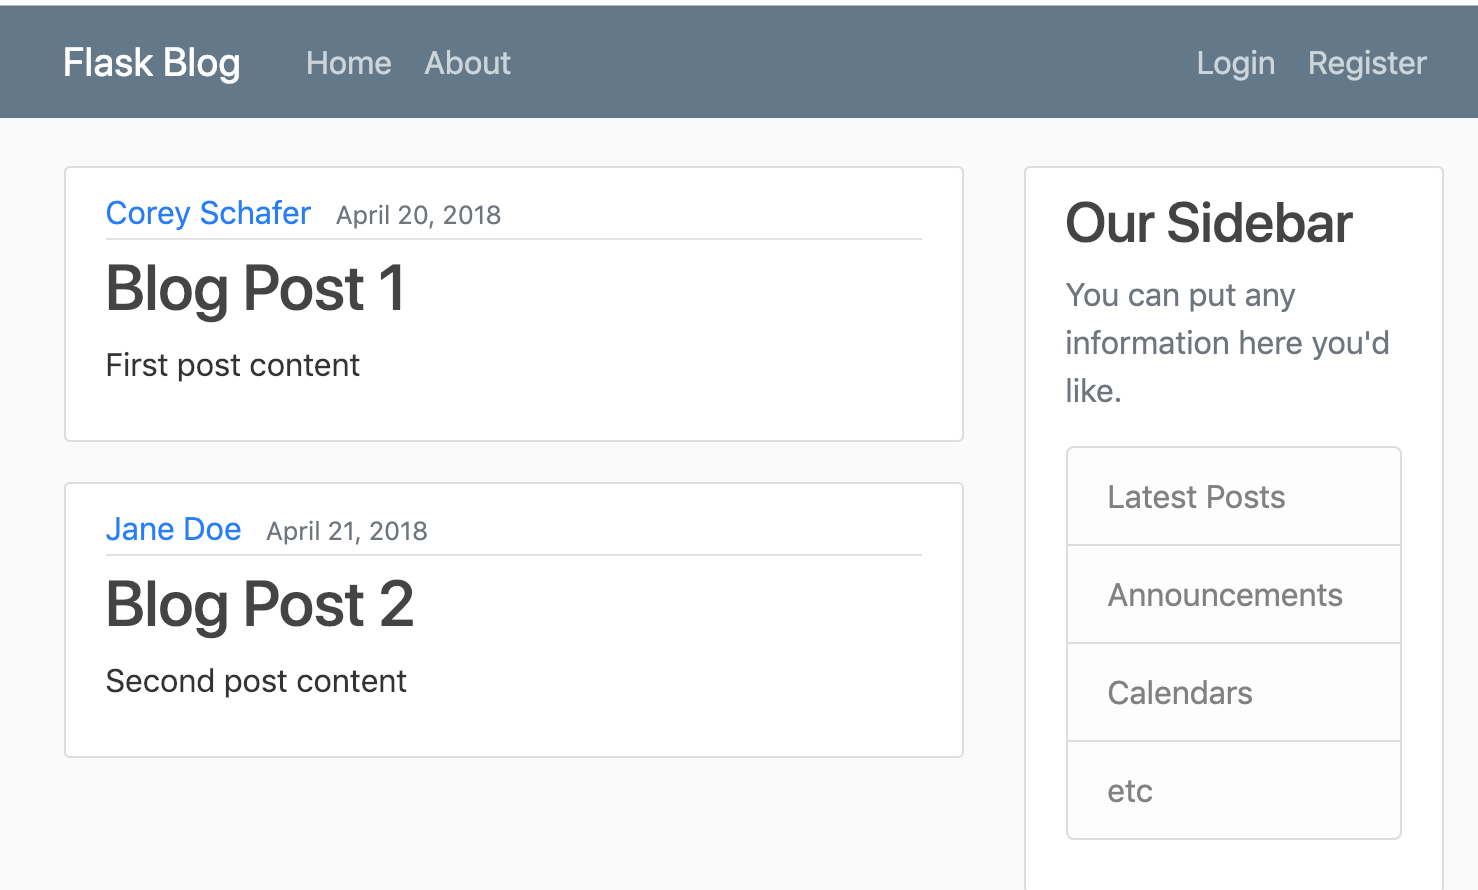 Flask Blog Home About Login Register
Corey Schafer April 20, 2018
Blog Post 1
First post content
Jane Doe April 21, 2018
Blog Post 2
Second post content
Our Sidebar
You can put any
information here you'd
like.
Latest Posts
Announcements
Calendars
etc